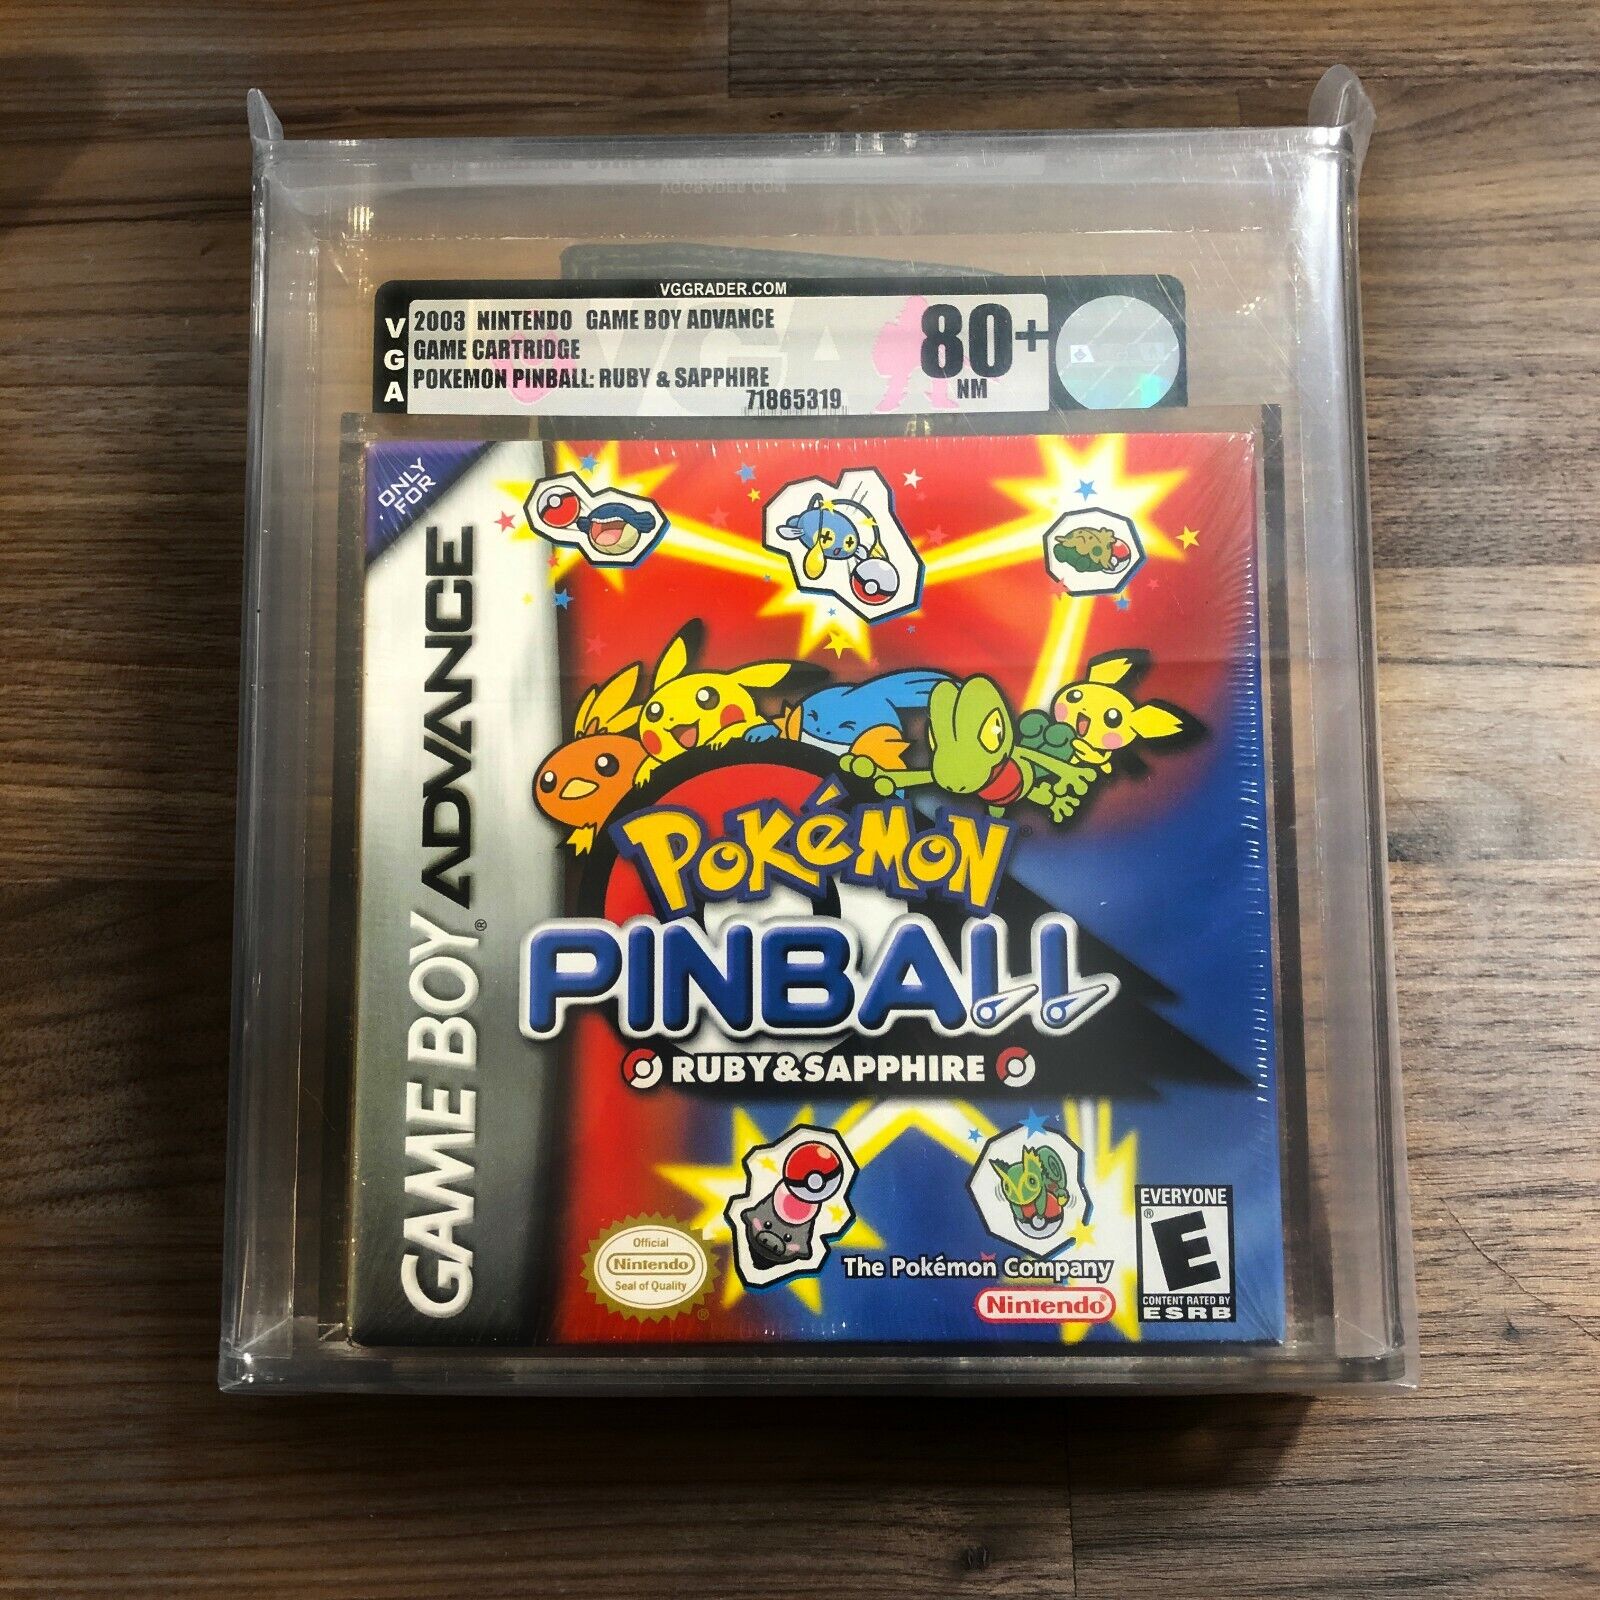 VGGRADER.COM
VGA
2003 NINTENDO GAME BOY ADVANCE
GAME CARTRIDGE
POKEMON PINBALL: RUBY & SAPPHIRE
71865319
80+
NM
ONLY
FOR
GAME BOY ADVANCE
POKéMON
PINBALL
RUBY&SAPPHIRE
Official
Nintendo
Seal of Quality
The Pokémon Company
Nintendo
EVERYONE
E
CONTENT RATED BY
ESRB